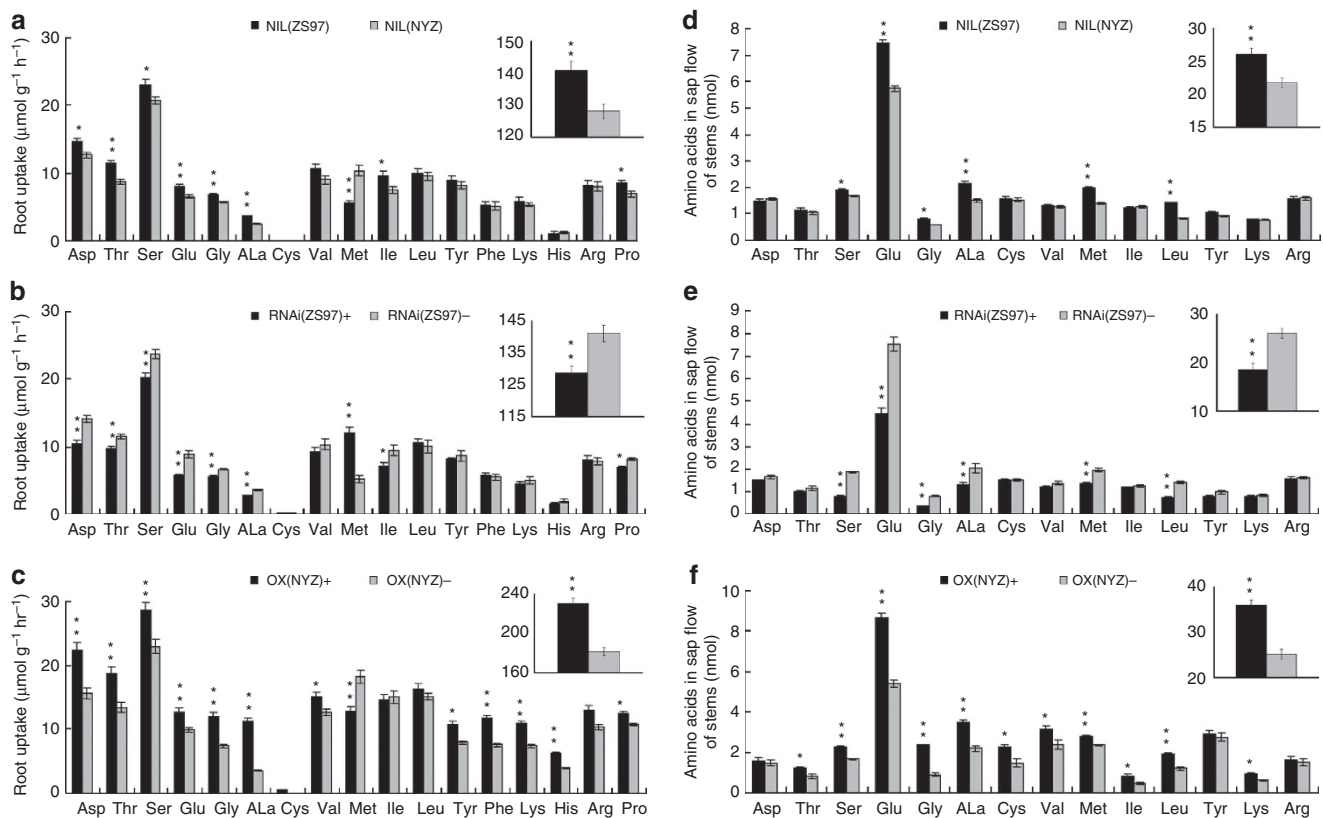 a
NIL(ZS97) NIL(NYZ)
Root uptake (μmol g⁻¹ h⁻¹)
30
20
10
0
* ** * ** ** ** ** * *
150
140
130
120
**
Asp Thr Ser Glu Gly ALa Cys Val Met Ile Leu Tyr Phe Lys His Arg Pro
b
RNAi(ZS97)+ RNAi(ZS97)−
Root uptake (μmol g⁻¹ h⁻¹)
30
20
10
0
** ** ** ** ** ** ** * *
145
135
125
115
**
Asp Thr Ser Glu Gly ALa Cys Val Met Ile Leu Tyr Phe Lys His Arg Pro
c
OX(NYZ)+ OX(NYZ)−
Root uptake (μmol g⁻¹ hr⁻¹)
30
20
10
0
** ** ** ** ** ** * ** * ** ** ** *
240
200
180
160
**
Asp Thr Ser Glu Gly ALa Cys Val Met Ile Leu Tyr Phe Lys His Arg Pro
d
NIL(ZS97) NIL(NYZ)
Amino acids in sap flow
of stems (nmol)
8
7
6
5
4
3
2
1
0
* ** * ** ** **
30
25
20
15
**
Asp Thr Ser Glu Gly ALa Cys Val Met Ile Leu Tyr Lys Arg
e
RNAi(ZS97)+ RNAi(ZS97)−
Amino acids in sap flow
of stems (nmol)
9
8
7
6
5
4
3
2
1
0
** ** ** ** ** **
30
20
10
**
Asp Thr Ser Glu Gly ALa Cys Val Met Ile Leu Tyr Lys Arg
f
OX(NYZ)+ OX(NYZ)−
Amino acids in sap flow
of stems (nmol)
10
8
6
4
2
0
* ** ** ** ** * ** ** * ** *
40
30
20
**
Asp Thr Ser Glu Gly ALa Cys Val Met Ile Leu Tyr Lys Arg